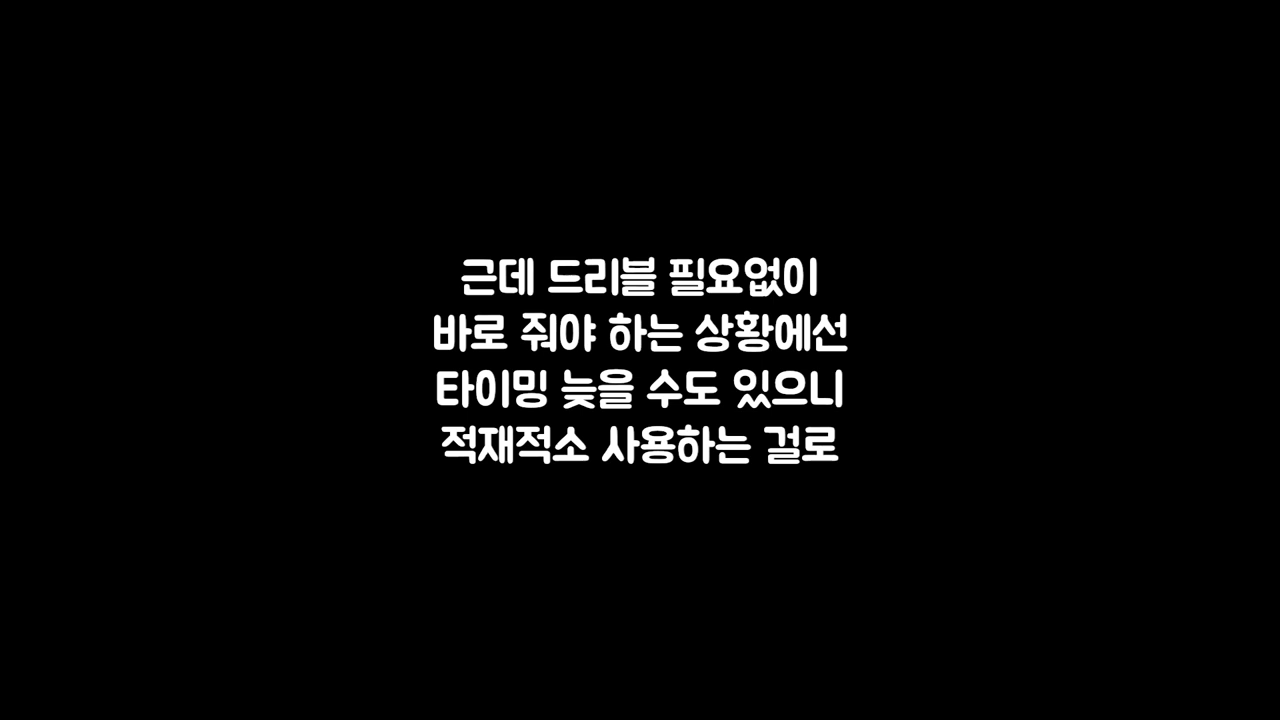 근데 드리블 필요없이
바로 줘야 하는 상황에선
타이밍 늦을 수도 있으니
적재적소 사용하는 걸로